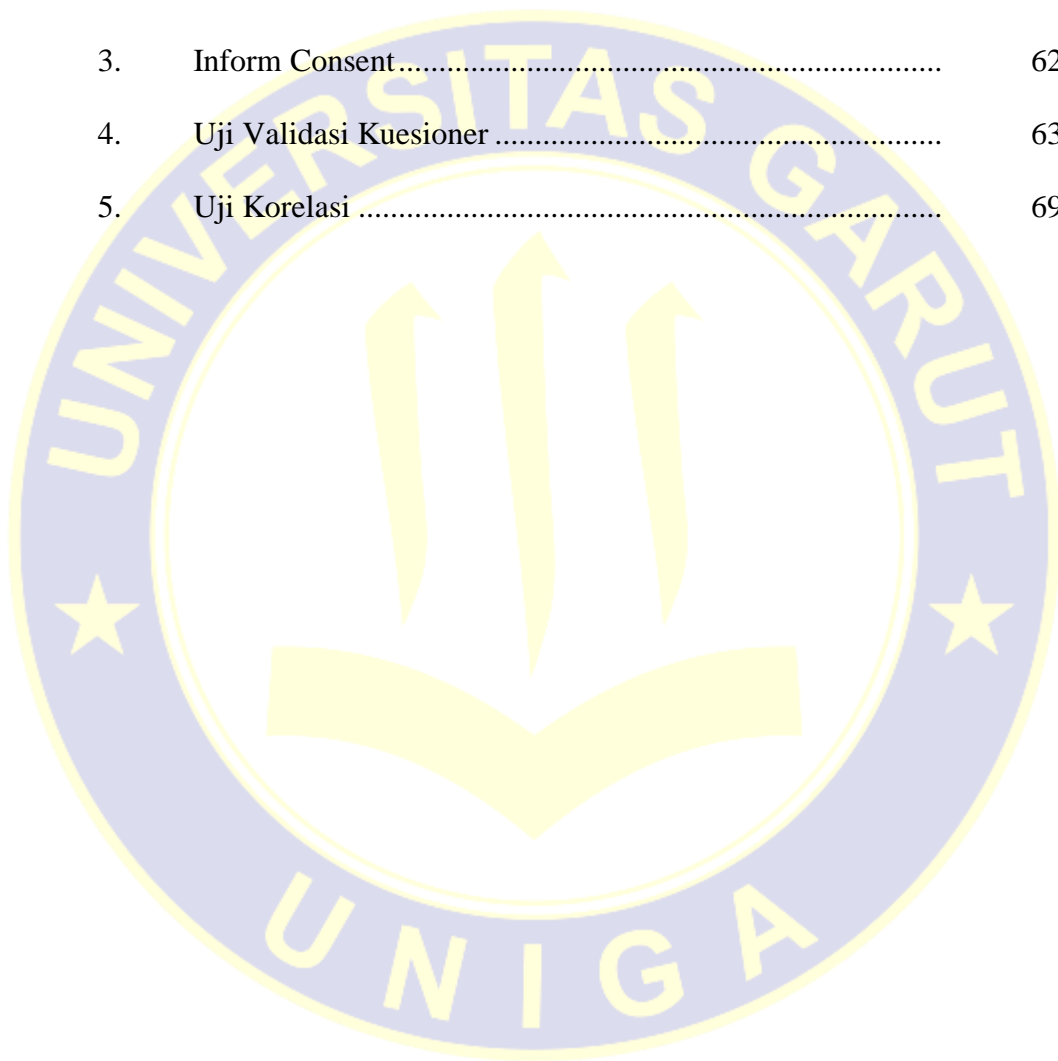 3. Inform Consent.................................................................... 62
4. Uji Validasi Kuesioner........................................................ 63
5. Uji Korelasi......................................................................... 69
UNIVERSITAS GARUT
UNIGA